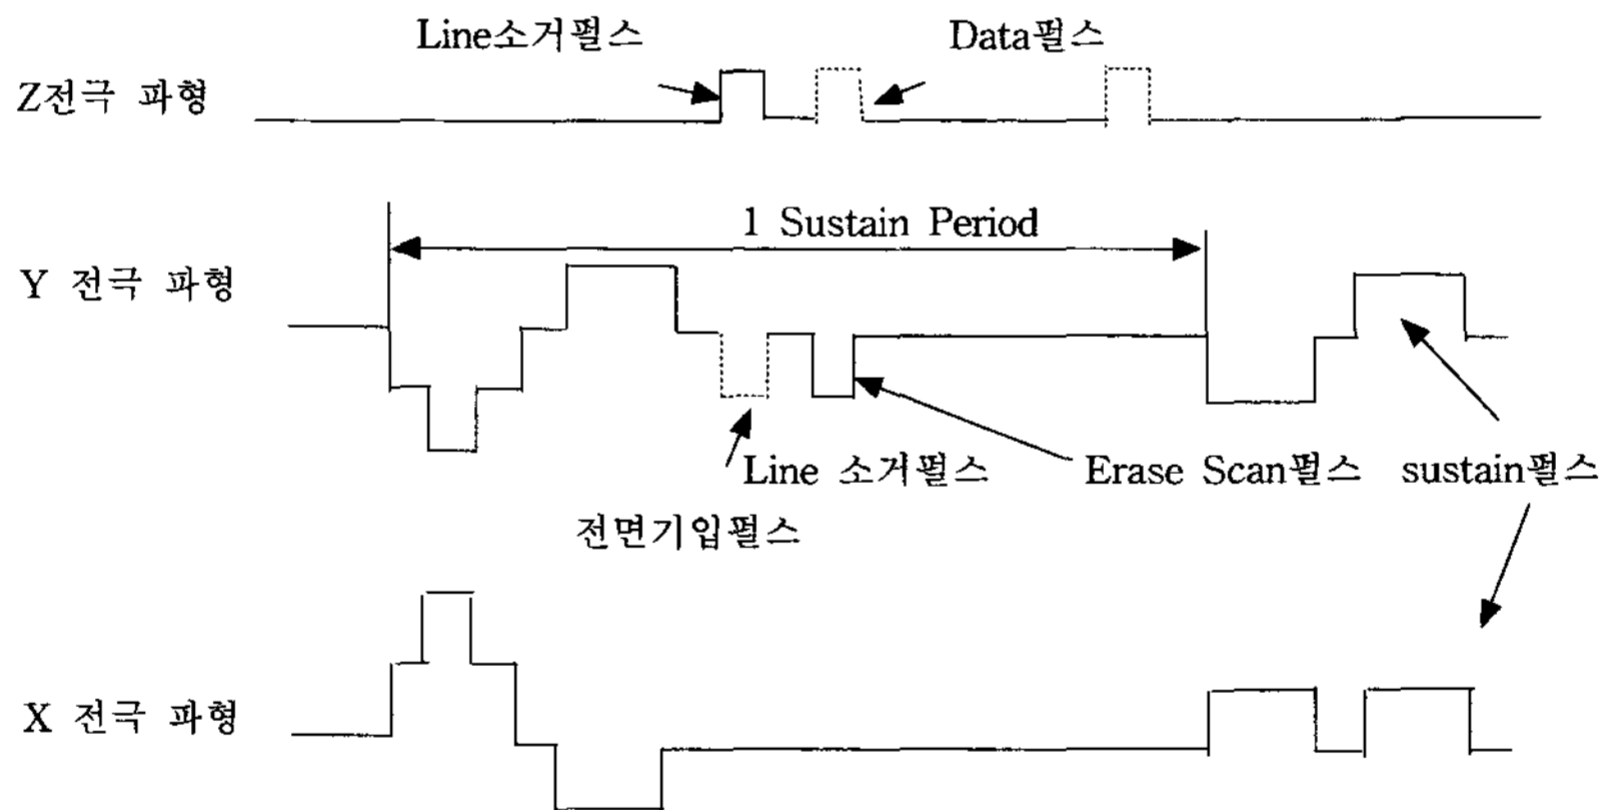 Line소거펄스
Data펄스
Z전극 파형
1 Sustain Period
Y 전극 파형
Line 소거펄스
Erase Scan펄스
sustain펄스
전면기입펄스
X 전극 파형